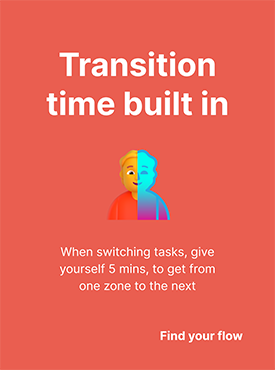 Transition
time built in
When switching tasks, give
yourself 5 mins, to get from
one zone to the next
Find your flow